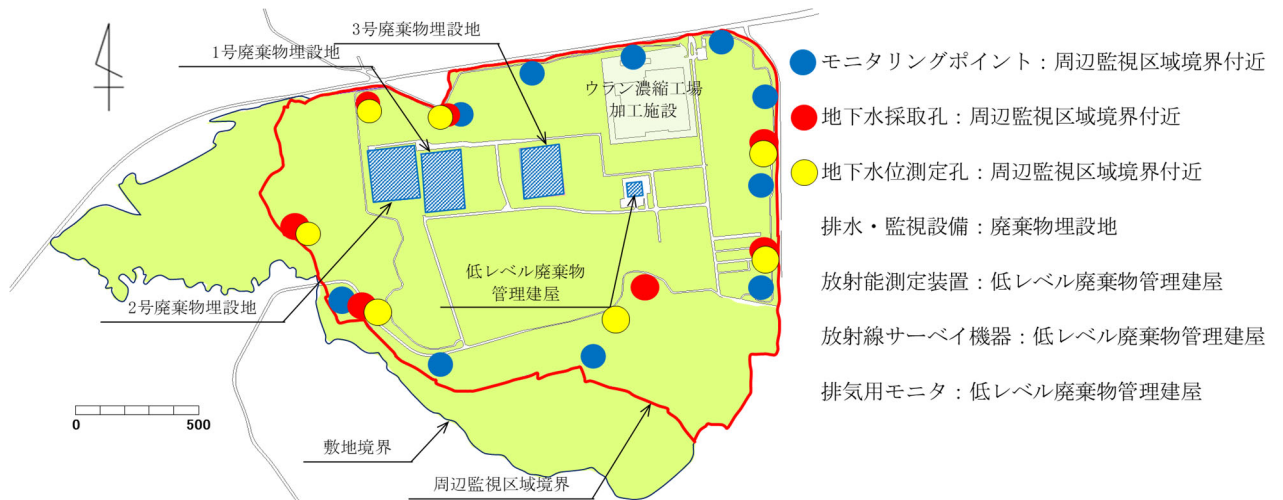 3号廃棄物埋設地
1号廃棄物埋設地
ウラン濃縮工場
加工施設
低レベル廃棄物
管理建屋
2号廃棄物埋設地
0
500
敷地境界
周辺監視区域境界
モニタリングポイント：周辺監視区域境界付近
地下水採取孔：周辺監視区域境界付近
地下水位測定孔：周辺監視区域境界付近
排水・監視設備：廃棄物埋設地
放射能測定装置：低レベル廃棄物管理建屋
放射線サーベイ機器：低レベル廃棄物管理建屋
排気用モニタ：低レベル廃棄物管理建屋